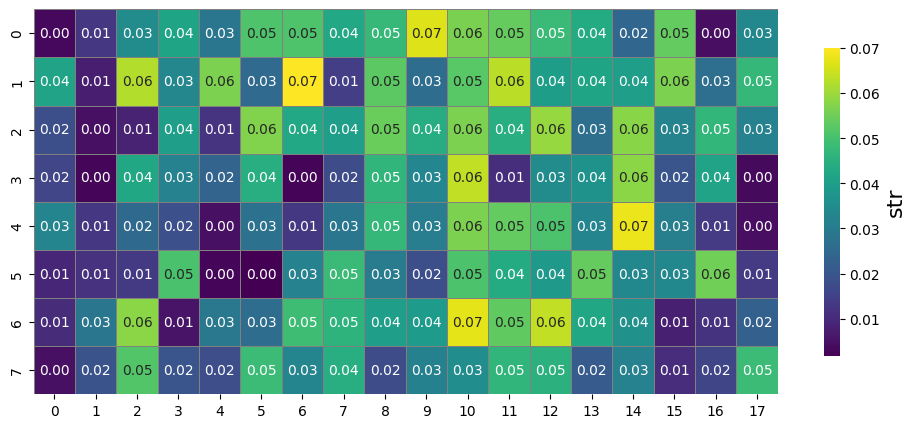 0 0.00 0.01 0.03 0.04 0.03 0.05 0.05 0.04 0.05 0.07 0.06 0.05 0.05 0.04 0.02 0.05 0.00 0.03
1 0.04 0.01 0.06 0.03 0.06 0.03 0.07 0.01 0.05 0.03 0.05 0.06 0.04 0.04 0.04 0.06 0.03 0.05
2 0.02 0.00 0.01 0.04 0.01 0.06 0.04 0.04 0.05 0.04 0.06 0.04 0.06 0.03 0.06 0.03 0.05 0.03
3 0.02 0.00 0.04 0.03 0.02 0.04 0.00 0.02 0.05 0.03 0.06 0.01 0.03 0.04 0.06 0.02 0.04 0.00
4 0.03 0.01 0.02 0.02 0.00 0.03 0.01 0.03 0.05 0.03 0.06 0.05 0.05 0.03 0.07 0.03 0.01 0.00
5 0.01 0.01 0.01 0.05 0.00 0.00 0.03 0.05 0.03 0.02 0.05 0.04 0.04 0.05 0.03 0.03 0.06 0.01
6 0.01 0.03 0.06 0.01 0.03 0.03 0.05 0.05 0.04 0.04 0.07 0.05 0.06 0.04 0.04 0.01 0.01 0.02
7 0.00 0.02 0.05 0.02 0.02 0.05 0.03 0.04 0.02 0.03 0.03 0.05 0.05 0.02 0.03 0.01 0.02 0.05
0 1 2 3 4 5 6 7 8 9 10 11 12 13 14 15 16 17
0.07
0.06
0.05
0.04
0.03
0.02
0.01
str